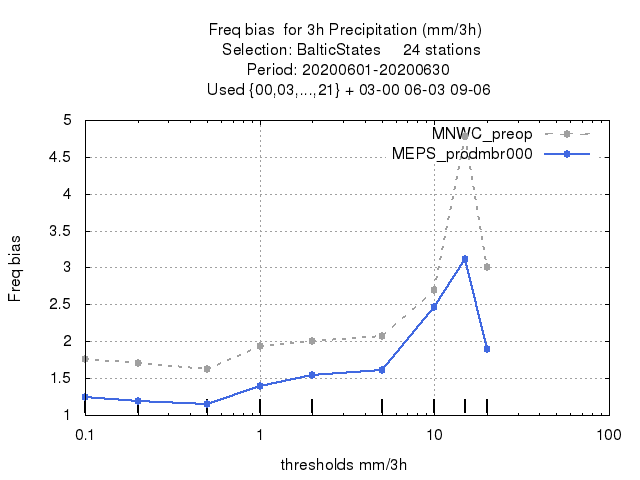 Freq bias  for 3h Precipitation (mm/3h)
Selection: BalticStates     24 stations
Period: 20200601-20200630
Used {00,03,...,21} + 03-00 06-03 09-06
MNWC_preop
MEPS_prodmbr000
5
4.5
4
3.5
3
2.5
2
1.5
1
Freq bias
0.1
1
10
100
thresholds mm/3h